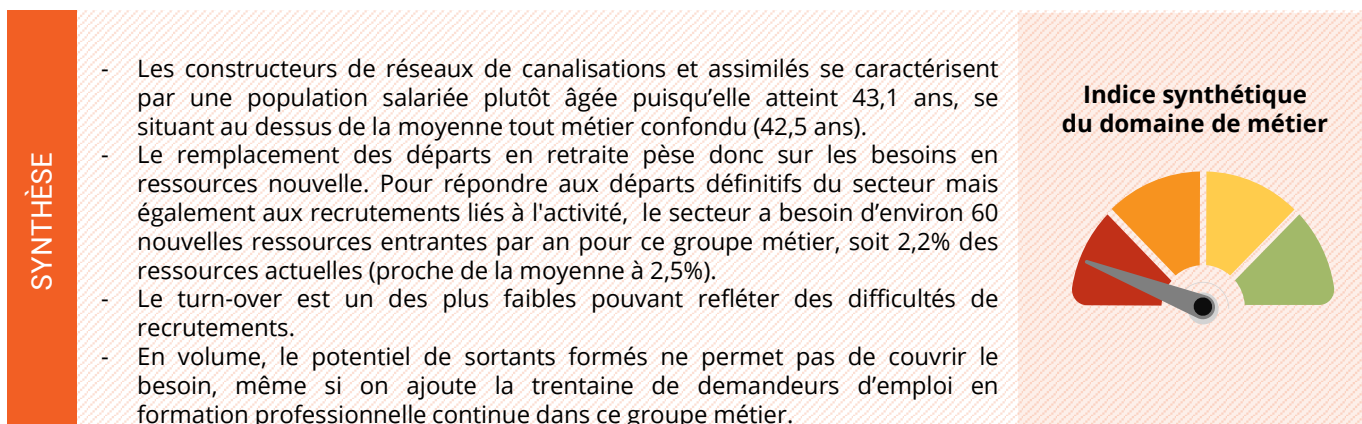 SYNTHÈSE
- Les constructeurs de réseaux de canalisations et assimilés se caractérisent
par une population salariée plutôt âgée puisqu'elle atteint 43,1 ans, se
situant au dessus de la moyenne tout métier confondu (42,5 ans).
- Le remplacement des départs en retraite pèse donc sur les besoins en
ressources nouvelle. Pour répondre aux départs définitifs du secteur mais
également aux recrutements liés à l'activité, le secteur a besoin d'environ 60
nouvelles ressources entrantes par an pour ce groupe métier, soit 2,2% des
ressources actuelles (proche de la moyenne à 2,5%).
- Le turn-over est un des plus faibles pouvant refléter des difficultés de
recrutements.
- En volume, le potentiel de sortants formés ne permet pas de couvrir le
besoin, même si on ajoute la trentaine de demandeurs d'emploi en
formation professionnelle continue dans ce groupe métier.
Indice synthétique
du domaine de métier